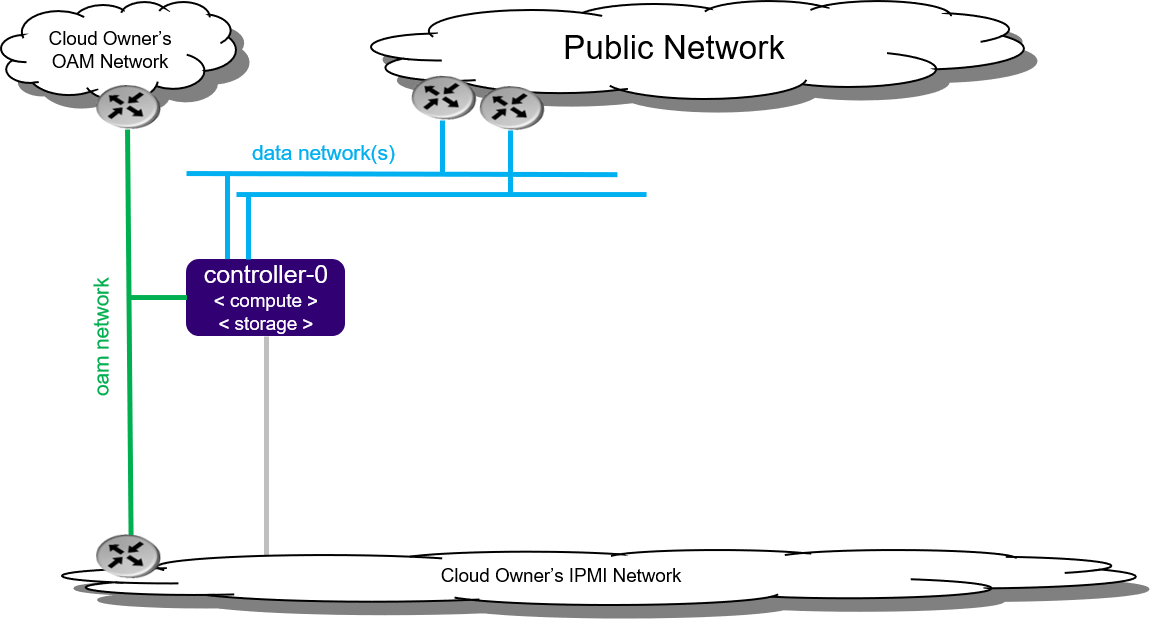 Cloud Owner’s
OAM Network
Public Network
data network(s)
controller-0
< compute >
< storage >
oam network
Cloud Owner’s IPMI Network